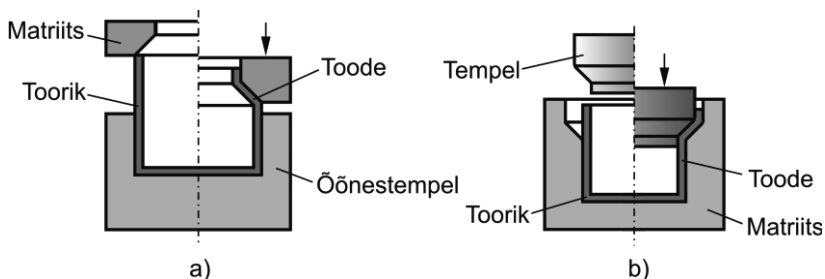 Matriits
Toorik
Toode
Õõnestempel
a)
Tempel
Toorik
Toode
Matriits
b)